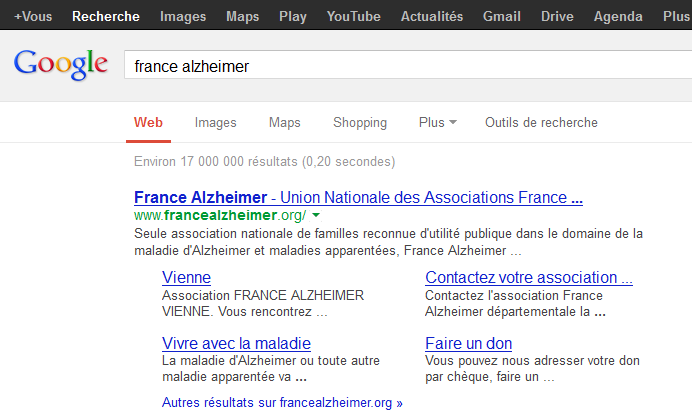 +Vous Recherche Images Maps Play YouTube Actualités Gmail Drive Agenda Plus
Google france alzheimer
Web Images Maps Shopping Plus Outils de recherche
Environ 17 000 000 résultats (0,20 secondes)
France Alzheimer - Union Nationale des Associations France ...
www.francealzheimer.org/
Seule association nationale de familles reconnue d'utilité publique dans le domaine de la
maladie d'Alzheimer et maladies apparentées, France Alzheimer ...
Vienne
Association FRANCE ALZHEIMER
VIENNE. Vous rencontrez ...
Contactez votre association ...
Contactez l'association France
Alzheimer départementale la ...
Vivre avec la maladie
La maladie d'Alzheimer ou toute autre
maladie apparentée va ...
Faire un don
Vous pouvez nous adresser votre don
par chèque, faire un ...
Autres résultats sur francealzheimer.org »